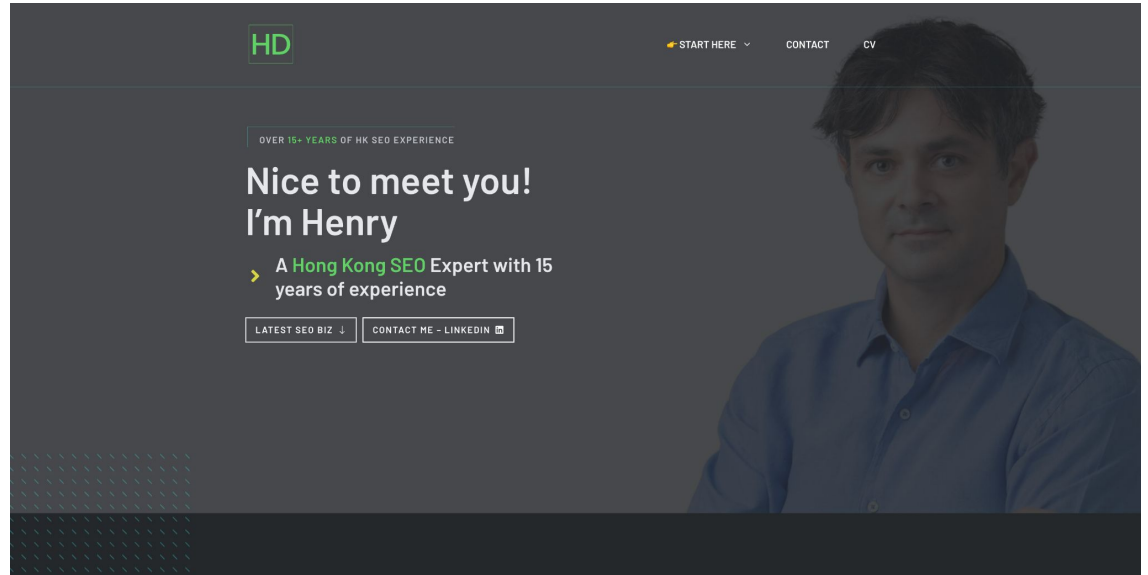 HD
👉 START HERE
CONTACT
CV
OVER 15+ YEARS OF HK SEO EXPERIENCE
Nice to meet you!
I’m Henry
A Hong Kong SEO Expert with 15
years of experience
LATEST SEO BIZ ↓
CONTACT ME – LINKEDIN in